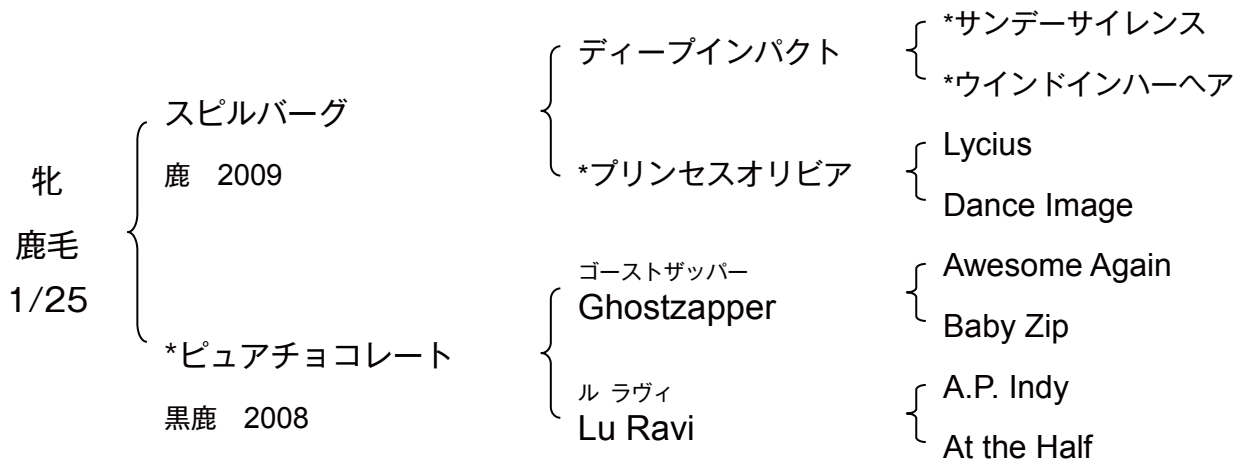 牝
鹿毛
1/25
スピルバーグ
鹿 2009
*ピュアチョコレート
黒鹿 2008
ディープインパクト
*プリンセスオリビア
ゴーストザッパー
Ghostzapper
ル ラヴィ
Lu Ravi
*サンデーサイレンス
*ウインドインハーヘア
Lycius
Dance Image
Awesome Again
Baby Zip
A.P. Indy
At the Half